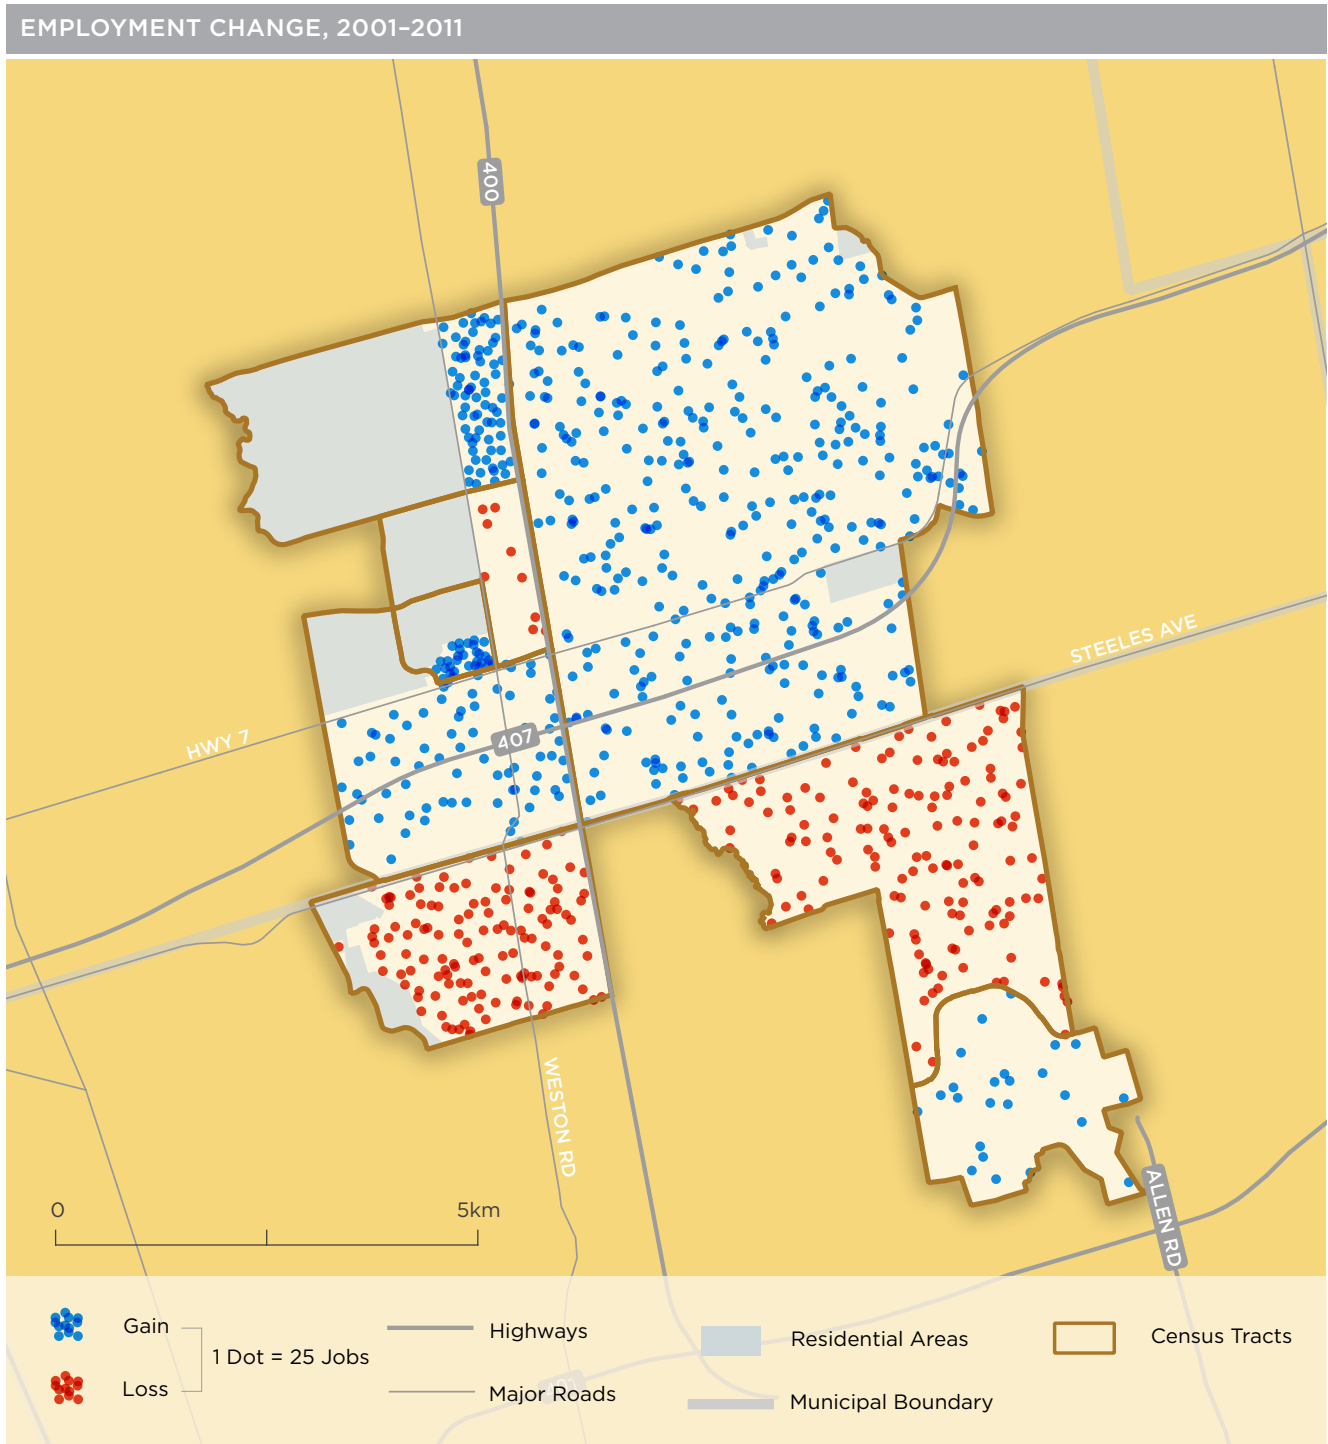 EMPLOYMENT CHANGE, 2001–2011
400
STEELES AVE
HWY 7
407
WESTON RD
ALLEN RD
0
5km
Gain
Loss
1 Dot = 25 Jobs
Highways
Major Roads
401
Residential Areas
Municipal Boundary
Census Tracts